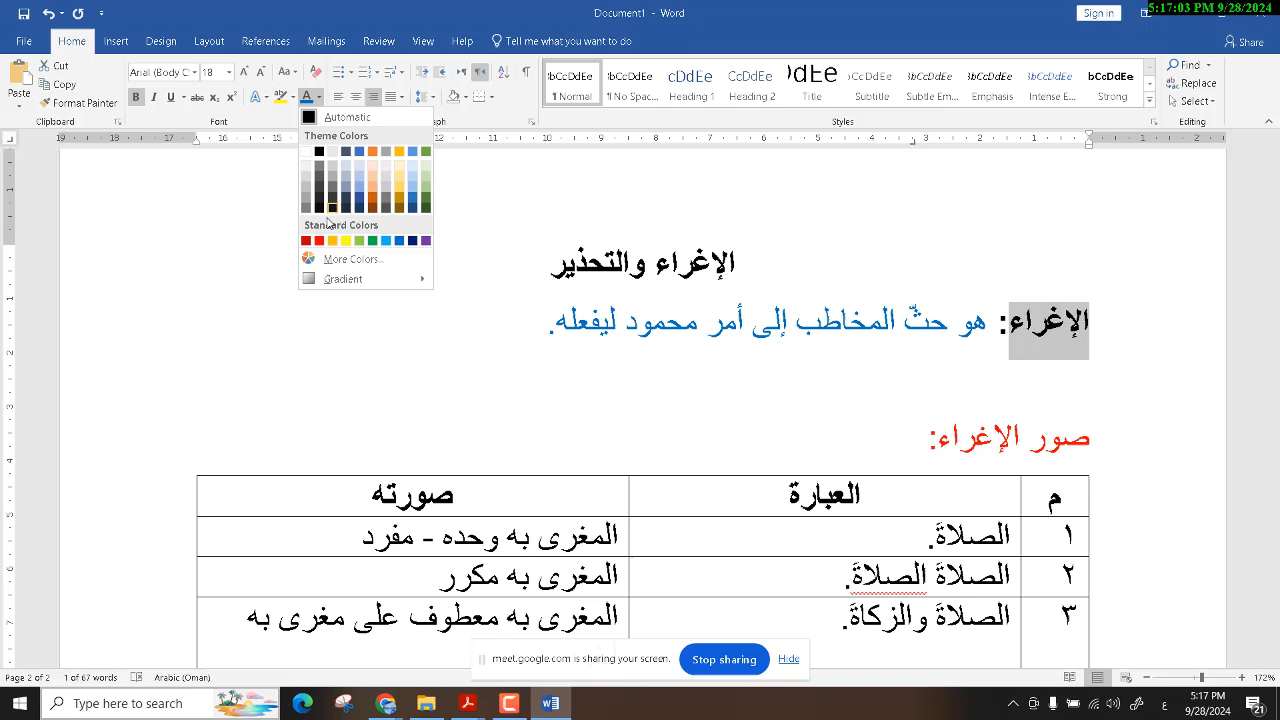 5:17:03 PM 9/28/2024
Document1 - Word
Sign in
File Home Insert Design Layout References Mailings Review View Help Tell me what you want to do
Share
Paste
Cut
Copy
Format Painter
Clipboard
Arial (Body C
18
Font
Automatic
Theme Colors
Standard Colors
More Colors...
Gradient
¶ Normal
¶ No Spac...
Heading 1
Heading 2
Title
Subtitle
Subtle Em...
Emphasis
Intense E...
Strong
Styles
Find
Replace
Select
Editing
الإغراء والتحذير
الإغراء: هو حثّ المخاطب إلى أمر محمود ليفعله.
صور الإغراء:
م العبارة صورته
١ الصلاةَ. المغرى به وحده - مفرد
٢ الصلاةَ الصلاةَ. المغرى به مكرر
٣ الصلاةَ والزكاةَ. المغرى به معطوف على مغرى به
meet.google.com is sharing your screen.
Stop sharing
Hide
Page 2 of 2
1 of 67 words
Arabic (Oman)
172%
Type here to search
5:17 PM
9/28/2024
21